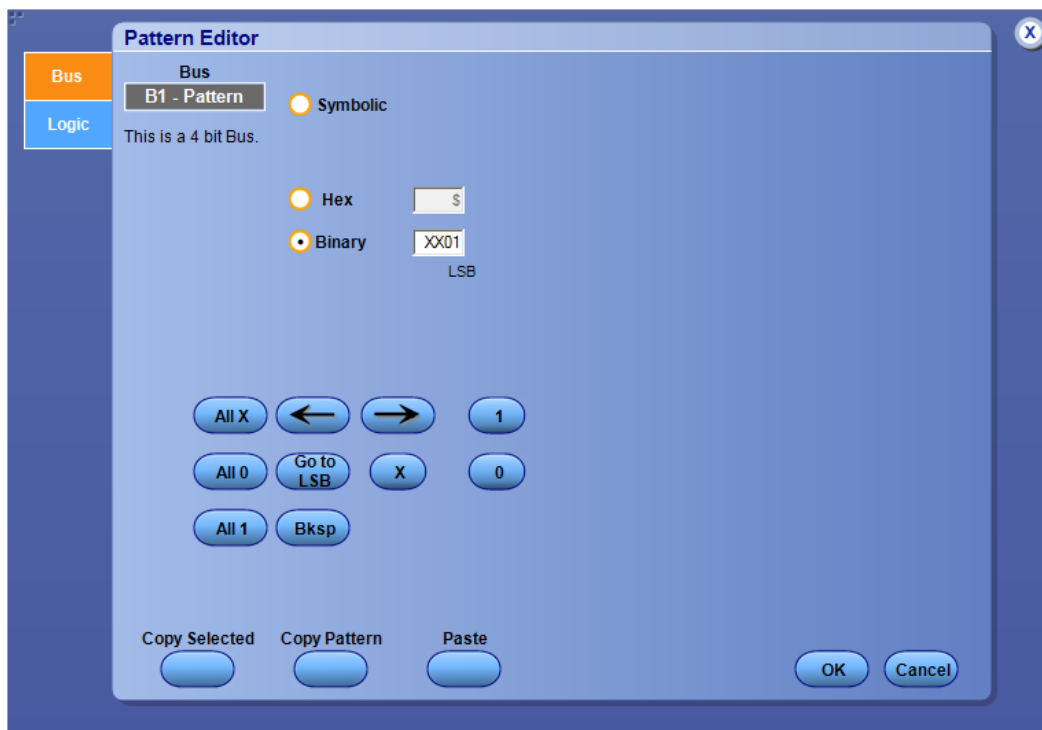 Pattern Editor
X
Bus
Logic
Bus
B1 - Pattern
This is a 4 bit Bus.
Symbolic
Hex
$
Binary
XX01
LSB
All X
1
All 0
Go to
LSB
X
0
All 1
Bksp
Copy Selected
Copy Pattern
Paste
OK
Cancel